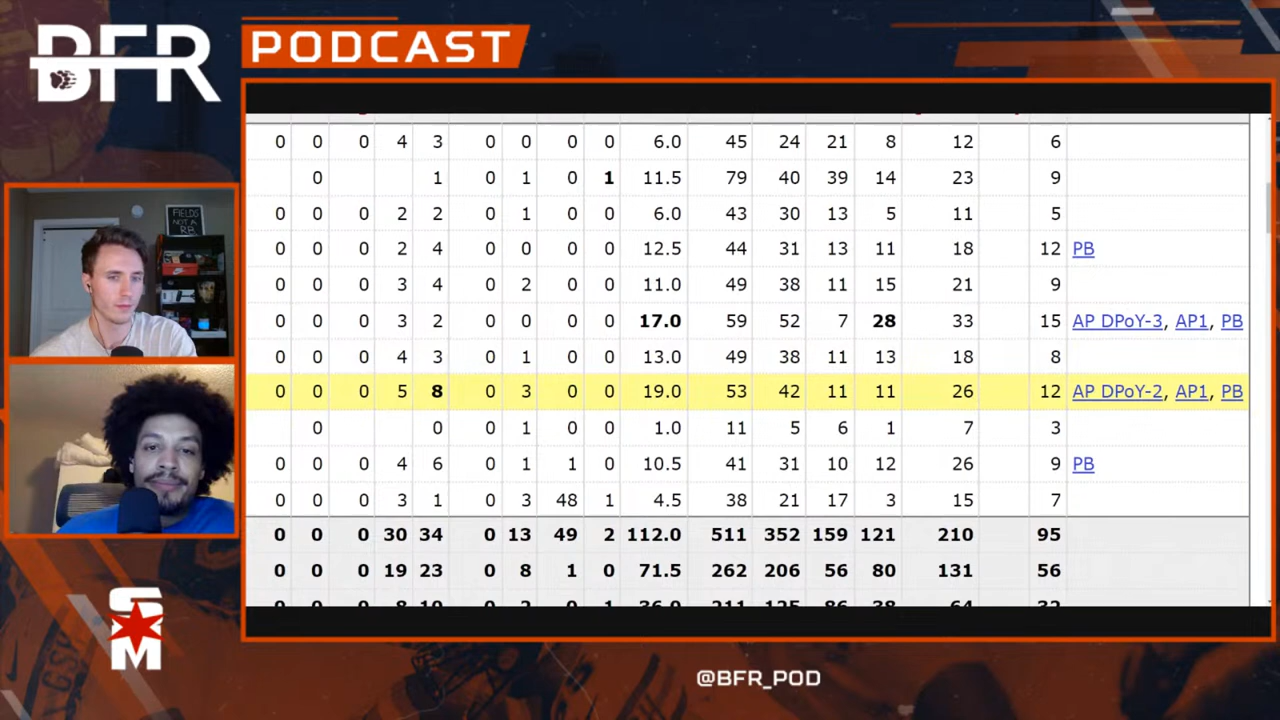 BFR
PODCAST
0 0 0 4 3 0 0 0 0 6.0 45 24 21 8 12 6
0 1 0 1 0 1 11.5 79 40 39 14 23 9
0 0 0 2 2 0 1 0 0 6.0 43 30 13 5 11 5
0 0 0 2 4 0 0 0 0 12.5 44 31 13 11 18 12 PB
0 0 0 3 4 0 2 0 0 11.0 49 38 11 15 21 9
0 0 0 3 2 0 0 0 0 17.0 59 52 7 28 33 15 AP DPoY-3, AP1, PB
0 0 0 4 3 0 1 0 0 13.0 49 38 11 13 18 8
0 0 0 5 8 0 3 0 0 19.0 53 42 11 11 26 12 AP DPoY-2, AP1, PB
0 0 0 1 0 0 1.0 11 5 6 1 7 3
0 0 0 4 6 0 1 1 0 10.5 41 31 10 12 26 9 PB
0 0 0 3 1 0 3 48 1 4.5 38 21 17 3 15 7
0 0 0 30 34 0 13 49 2 112.0 511 352 159 121 210 95
0 0 0 19 23 0 8 1 0 71.5 262 206 56 80 131 56
FIELDS
NOT A
RB
S
M
@BFR_POD